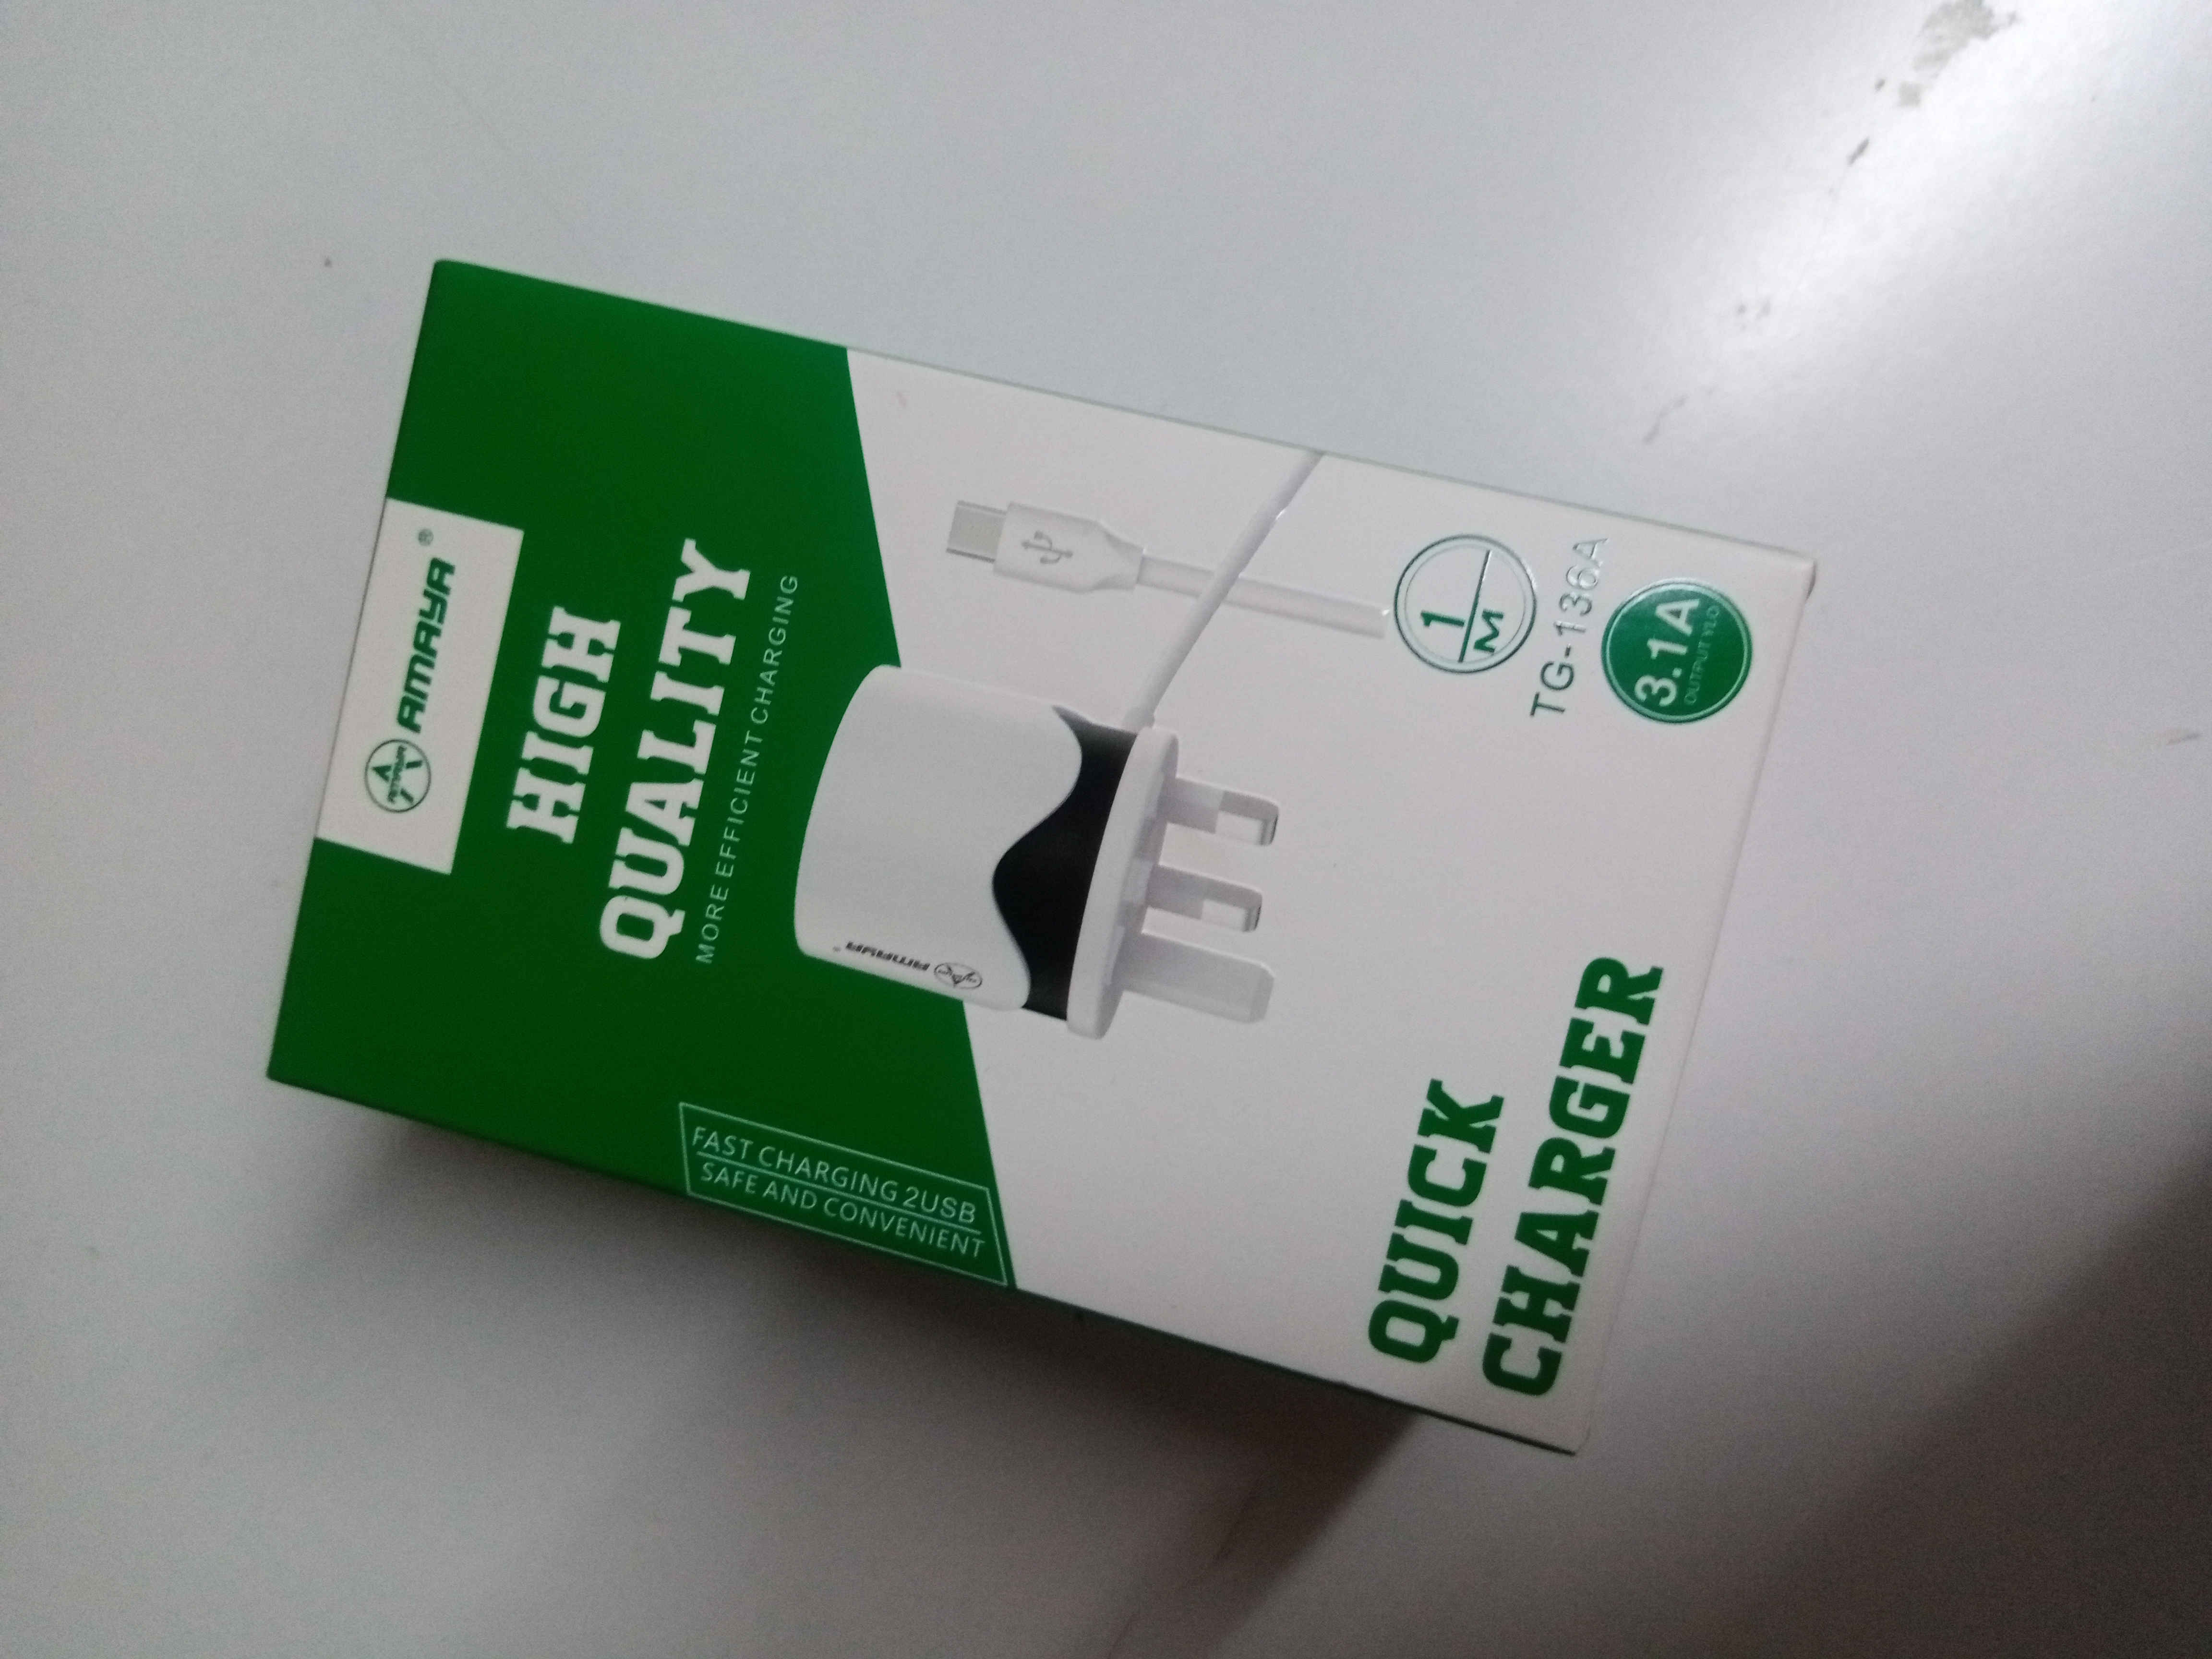 AMAYA ®
HIGH
QUALITY
MORE EFFICIENT CHARGING
AMAYA
FAST CHARGING 2USB
SAFE AND CONVENIENT
1
M
TG-136A
3.1A
QUICK
CHARGER